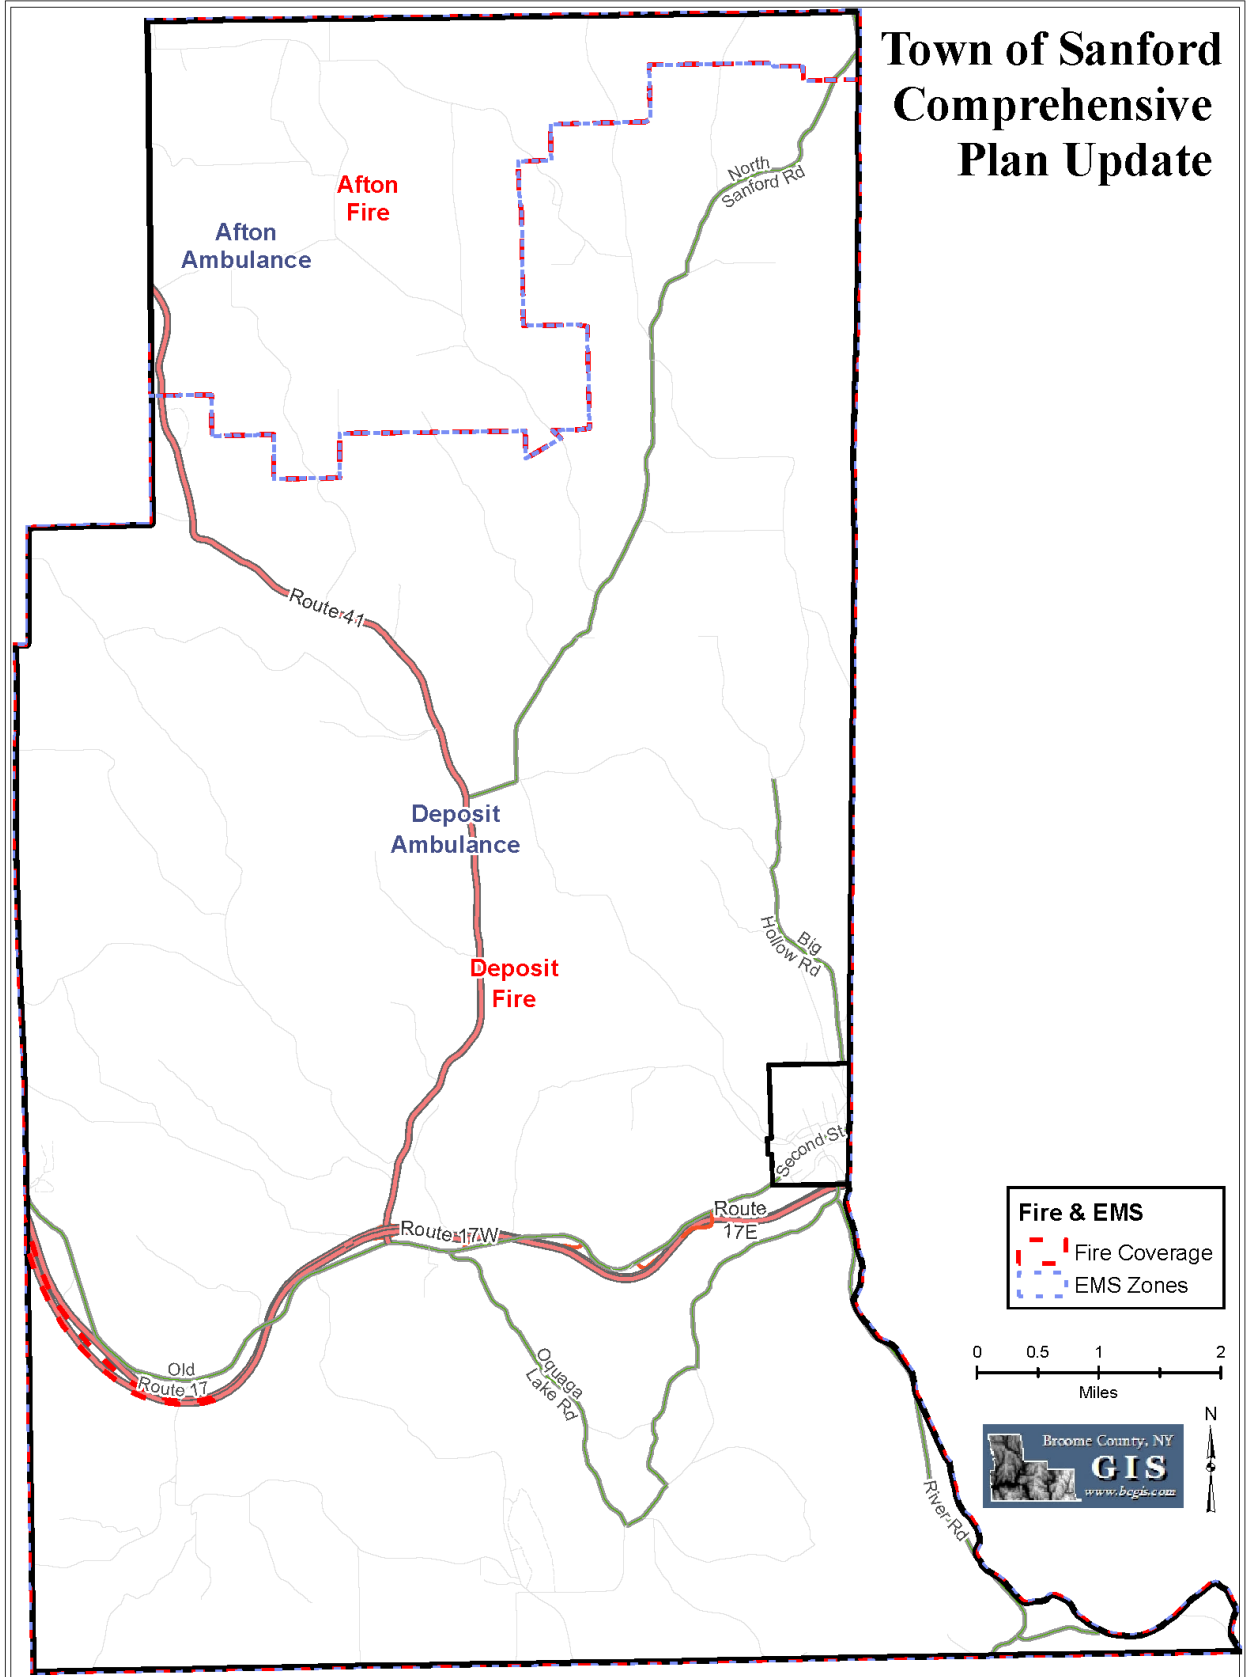 Town of Sanford
Comprehensive
Plan Update
North
Sanford Rd
Afton
Fire
Afton
Ambulance
Route 41
Deposit
Ambulance
Big
Hollow Rd
Deposit
Fire
Second St
Route
17E
Route 17W
Old
Route 17
Oquaga
Lake Rd
River Rd
Fire & EMS
Fire Coverage
EMS Zones
0 0.5 1 2
Miles
N
Broome County, NY
GIS
www.bcgis.com